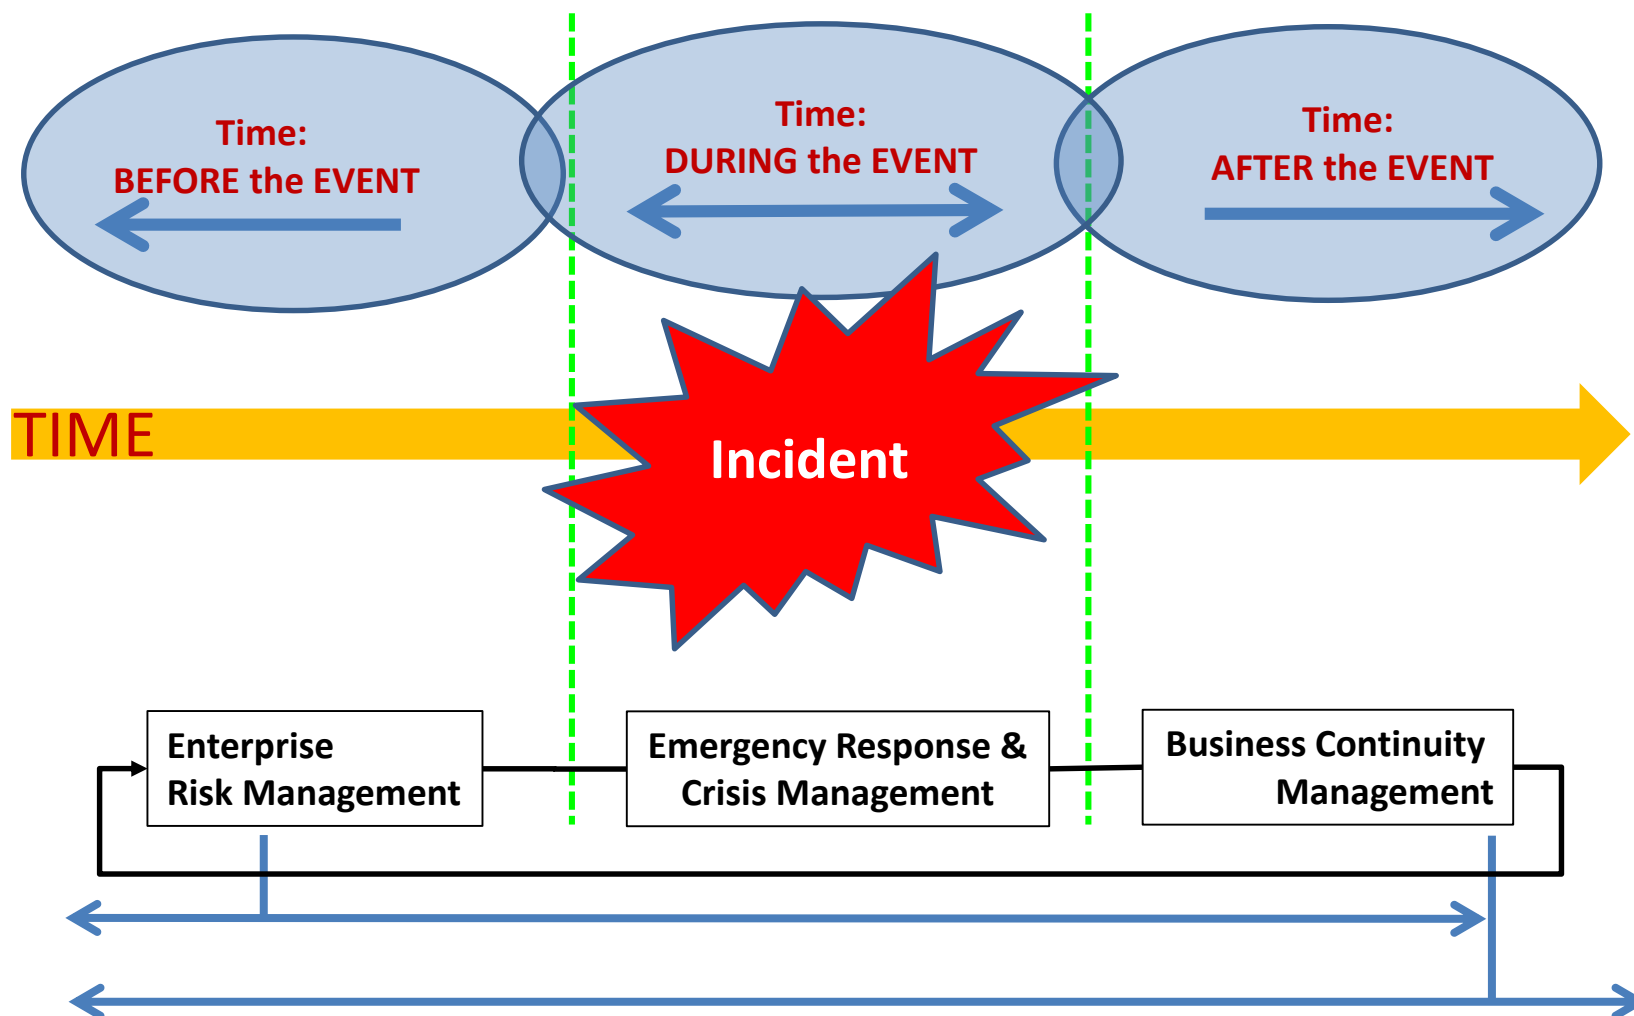 Time:
BEFORE the EVENT
Time:
DURING the EVENT
Time:
AFTER the EVENT
TIME
Incident
Enterprise
Risk Management
Emergency Response &
Crisis Management
Business Continuity
Management